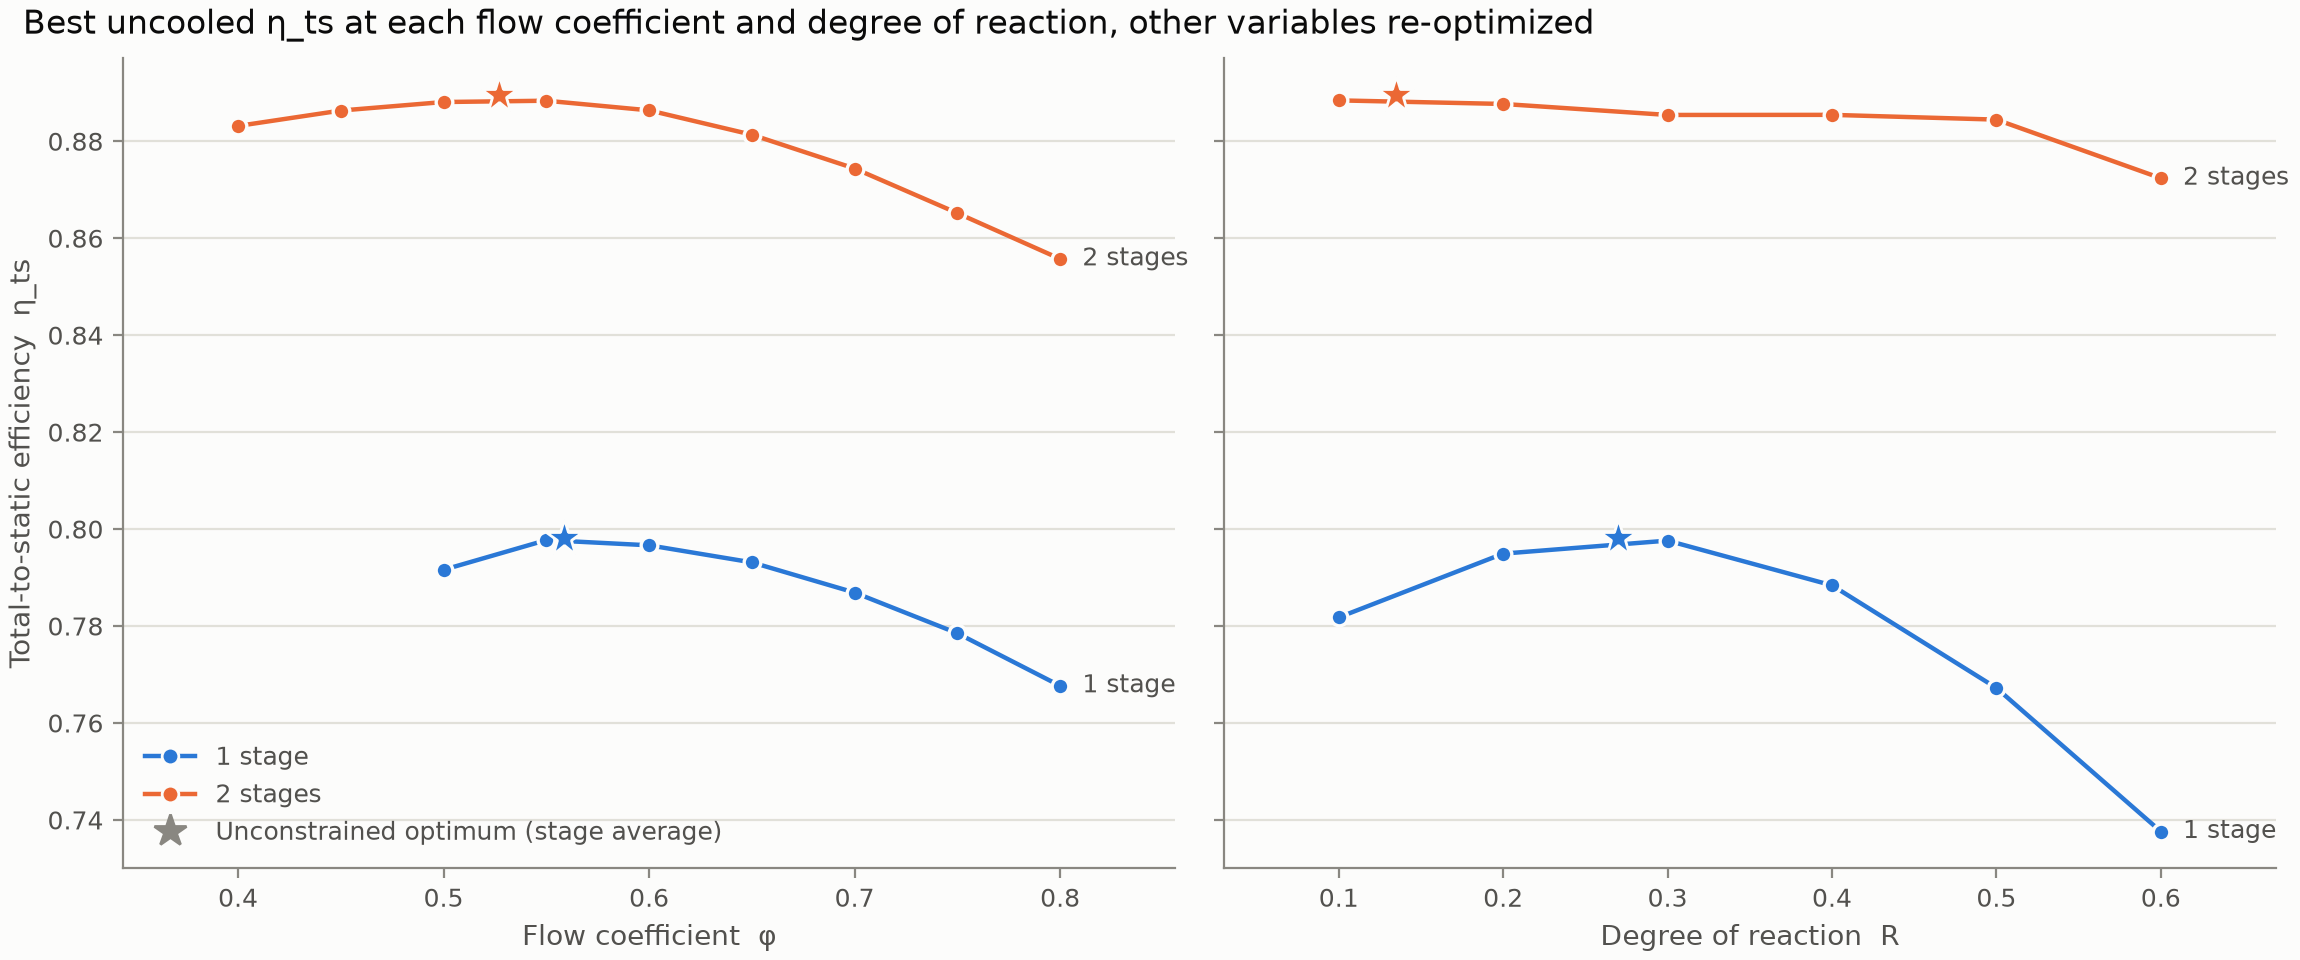 Best uncooled η_ts at each flow coefficient and degree of reaction, other variables re-optimized
Total-to-static efficiency η_ts
0.88
0.86
0.84
0.82
0.80
0.78
0.76
0.74
2 stages
1 stage
1 stage
2 stages
Unconstrained optimum (stage average)
0.4 0.5 0.6 0.7 0.8
Flow coefficient φ
2 stages
1 stage
0.1 0.2 0.3 0.4 0.5 0.6
Degree of reaction R